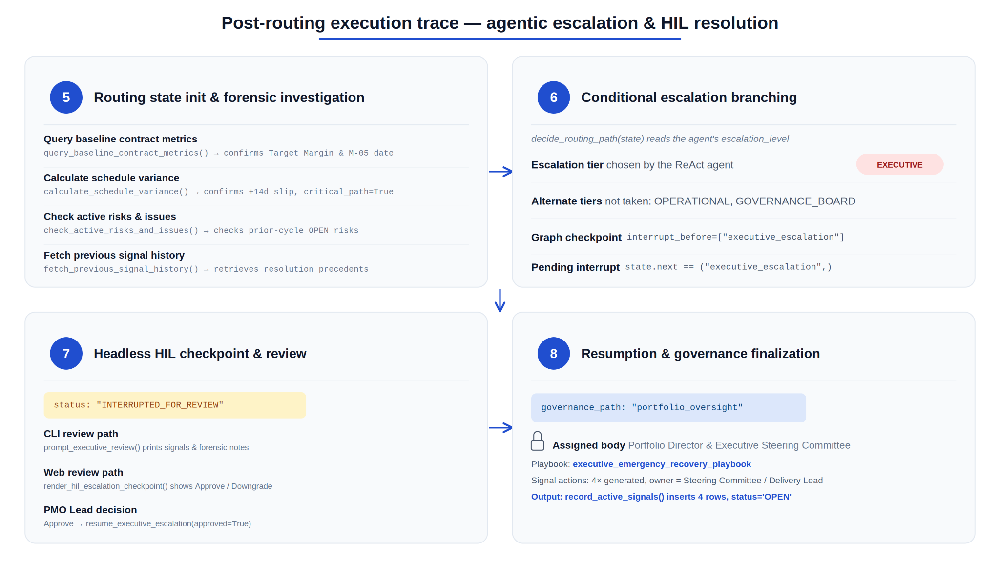 Post-routing execution trace — agentic escalation & HIL resolution
5
Routing state init & forensic investigation
Query baseline contract metrics
query_baseline_contract_metrics() → confirms Target Margin & M-05 date
Calculate schedule variance
calculate_schedule_variance() → confirms +14d slip, critical_path=True
Check active risks & issues
check_active_risks_and_issues() → checks prior-cycle OPEN risks
Fetch previous signal history
fetch_previous_signal_history() → retrieves resolution precedents
6
Conditional escalation branching
decide_routing_path(state) reads the agent's escalation_level
Escalation tier chosen by the ReAct agent
EXECUTIVE
Alternate tiers not taken: OPERATIONAL, GOVERNANCE_BOARD
Graph checkpoint interrupt_before=["executive_escalation"]
Pending interrupt state.next == ("executive_escalation",)
7
Headless HIL checkpoint & review
status: "INTERRUPTED_FOR_REVIEW"
CLI review path
prompt_executive_review() prints signals & forensic notes
Web review path
render_hil_escalation_checkpoint() shows Approve / Downgrade
PMO Lead decision
Approve → resume_executive_escalation(approved=True)
8
Resumption & governance finalization
governance_path: "portfolio_oversight"
Assigned body Portfolio Director & Executive Steering Committee
Playbook: executive_emergency_recovery_playbook
Signal actions: 4× generated, owner = Steering Committee / Delivery Lead
Output: record_active_signals() inserts 4 rows, status='OPEN'